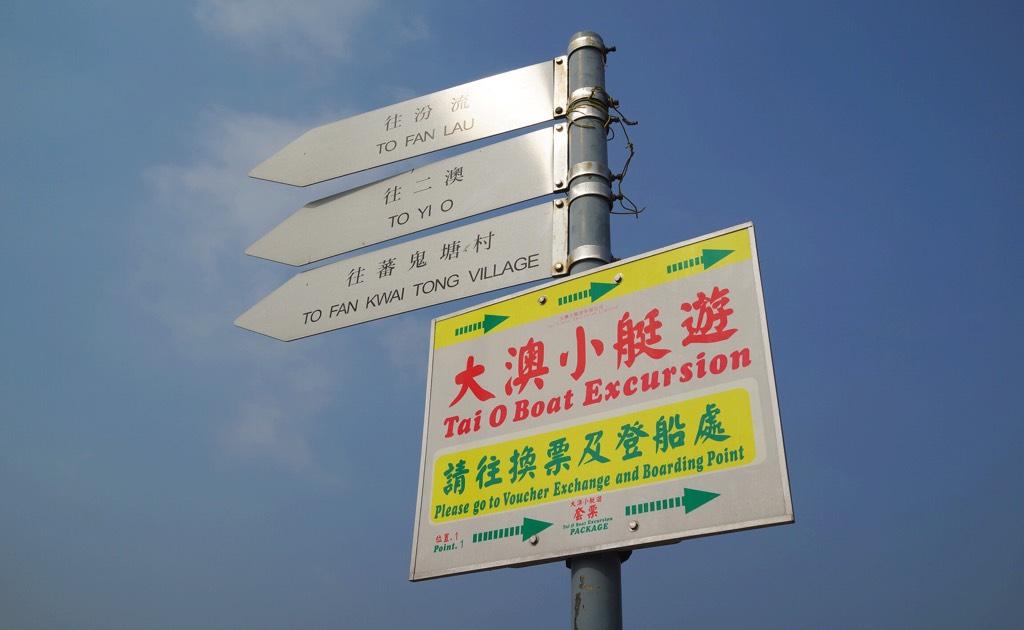 往汾流
TO FAN LAU
往二澳
TO YI O
往蕃鬼塘村
TO FAN KWAI TONG VILLAGE
大澳小艇遊
Tai O Boat Excursion
請往換票及登船處
Please go to Voucher Exchange and Boarding Point
位置.1
Point.1
大澳小艇遊
套票
Tai O Boat Excursion
PACKAGE